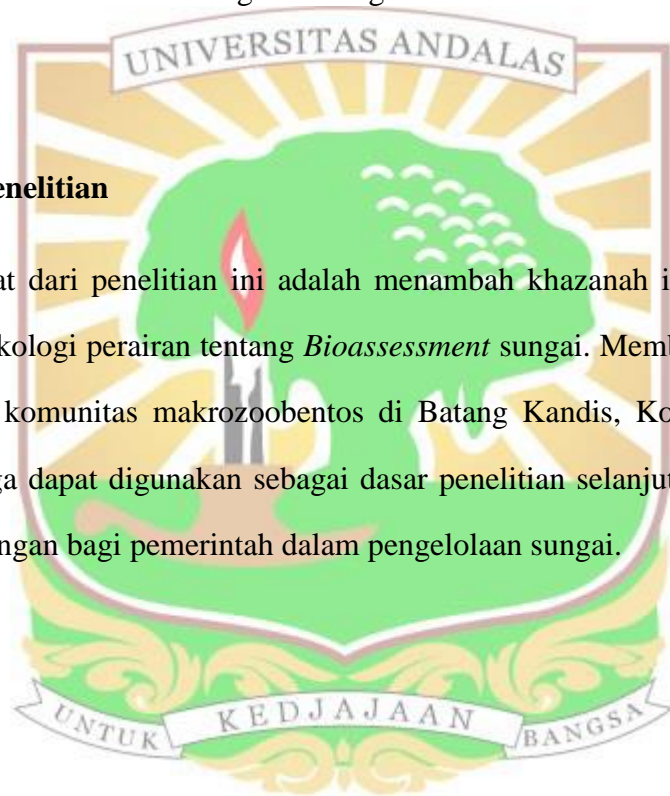 UNIVERSITAS ANDALAS
enelitian
at dari penelitian ini adalah menambah khazanah i
kologi perairan tentang Bioassessment sungai. Memb
komunitas makrozoobentos di Batang Kandis, Ko
ga dapat digunakan sebagai dasar penelitian selanjut
ngan bagi pemerintah dalam pengelolaan sungai.
UNTUK KEDJAJAAN BANGSA